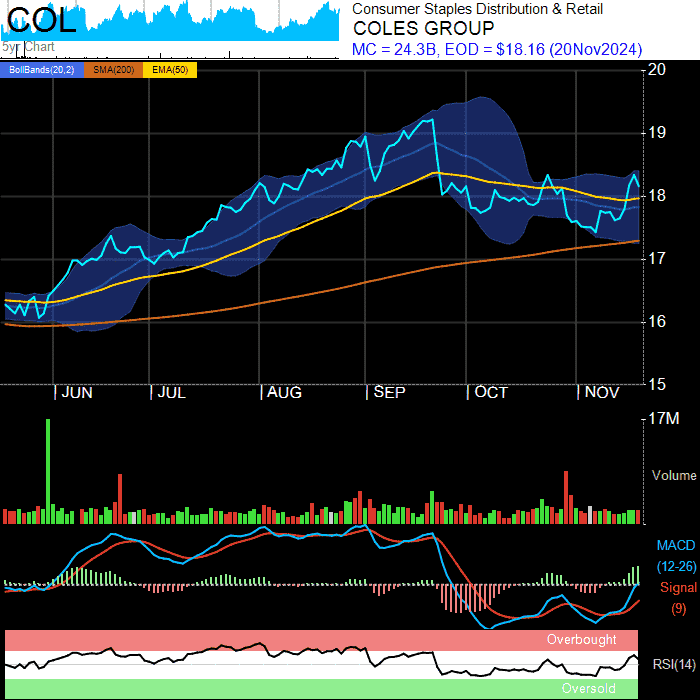 COL
5yr Chart
Consumer Staples Distribution & Retail
COLES GROUP
MC = 24.3B, EOD = $18.16 (20Nov2024)
BollBands(20,2) SMA(200) EMA(50)
20
19
18
17
16
15
JUN JUL AUG SEP OCT NOV
17M
Volume
MACD
(12-26)
Signal
(9)
Overbought
RSI(14)
Oversold